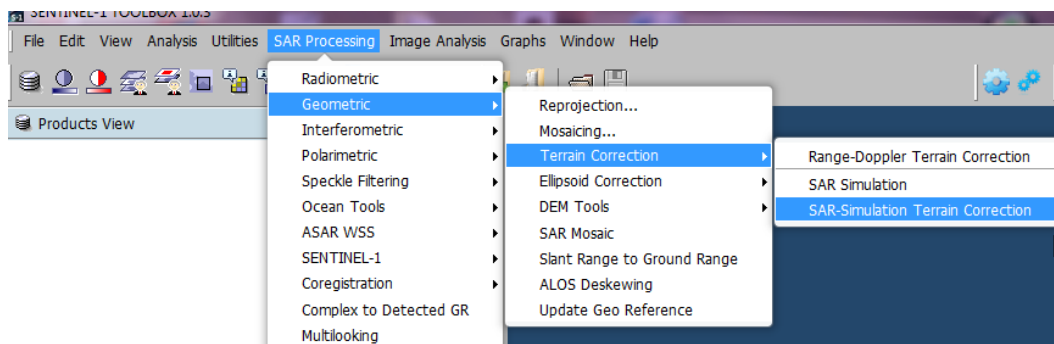 SENTINEL-1 TOOLBOX 1.0.3
File Edit View Analysis Utilities SAR Processing Image Analysis Graphs Window Help
Products View
Radiometric
Geometric
Interferometric
Polarimetric
Speckle Filtering
Ocean Tools
ASAR WSS
SENTINEL-1
Coregistration
Complex to Detected GR
Multilooking
Reprojection...
Mosaicing...
Terrain Correction
Ellipsoid Correction
DEM Tools
SAR Mosaic
Slant Range to Ground Range
ALOS Deskewing
Update Geo Reference
Range-Doppler Terrain Correction
SAR Simulation
SAR-Simulation Terrain Correction